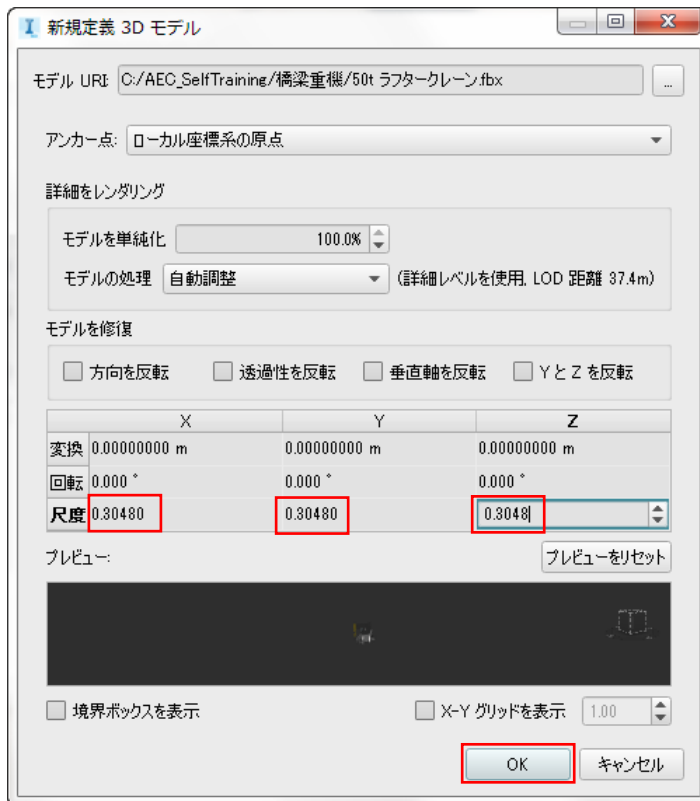 新規定義 3D モデル
モデル URI: C:/AEC_SelfTraining/橋梁重機/50t ラフタークレーン.fbx ...
アンカー点: ローカル座標系の原点
詳細をレンダリング
モデルを単純化 100.0%
モデルの処理 自動調整 (詳細レベルを使用, LOD 距離 37.4m)
モデルを修復
方向を反転 透過性を反転 垂直軸を反転 YとZを反転
X Y Z
変換 0.00000000 m 0.00000000 m 0.00000000 m
回転 0.000 ° 0.000 ° 0.000 °
尺度 0.30480 0.30480 0.3048
プレビュー: プレビューをリセット
境界ボックスを表示 X-Y グリッドを表示 1.00
OK キャンセル